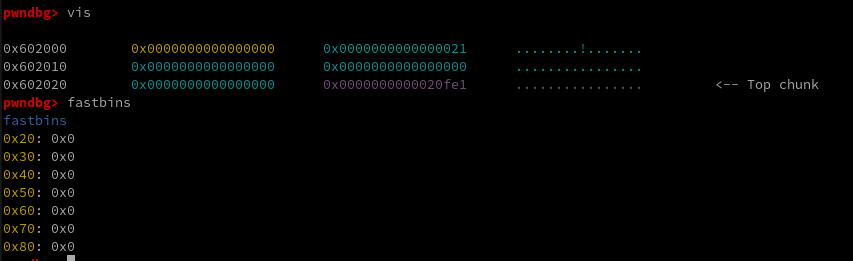 pwndbg> vis
0x602000 0x0000000000000000 0x0000000000000021 ........!.......
0x602010 0x0000000000000000 0x0000000000000000 ................
0x602020 0x0000000000000000 0x0000000000020fe1 ................ <-- Top chunk
pwndbg> fastbins
fastbins
0x20: 0x0
0x30: 0x0
0x40: 0x0
0x50: 0x0
0x60: 0x0
0x70: 0x0
0x80: 0x0